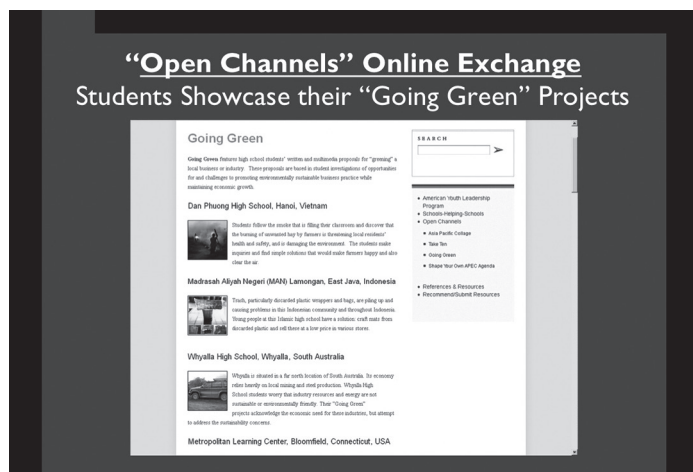 “Open Channels” Online Exchange
Students Showcase their “Going Green” Projects
Going Green
Going Green features high school students' written and multimedia proposals for "greening" a
local business or industry. These proposals are based in student investigations of opportunities
for and challenges to promoting environmentally sustainable business practice while
maintaining economic growth.
SEARCH
Dan Phuong High School, Hanoi, Vietnam
Students follow the smoke that is filling their classroom and discover that
the burning of unwanted hay by farmers is threatening local residents'
health and safety, and is damaging the environment. The students make
inquiries and find simple solutions that would make farmers happy and also
clear the air.
Madrasah Aliyah Negeri (MAN) Lamongan, East Java, Indonesia
Trash, particularly discarded plastic wrappers and bags, are piling up and
causing problems in this Indonesian community and throughout Indonesia.
Young people at this Islamic high school have a solution: craft mats from
discarded plastic and sell them at a low price in various stores.
Whyalla High School, Whyalla, South Australia
Whyalla is situated in a far north location of South Australia. Its economy
relies heavily on local mining and steel production. Whyalla High
School students worry that industry resources and energy are not
sustainable or environmentally friendly. Their "Going Green"
projects acknowledge the economic need for these industries, but attempt
to address the sustainability concerns.
Metropolitan Learning Center, Bloomfield, Connecticut, USA
American Youth Leadership
Program
Schools-Helping-Schools
Open Channels
Asia Pacific Collage
Take Ten
Going Green
Shape Your Own APEC Agenda
References & Resources
Recommend/Submit Resources